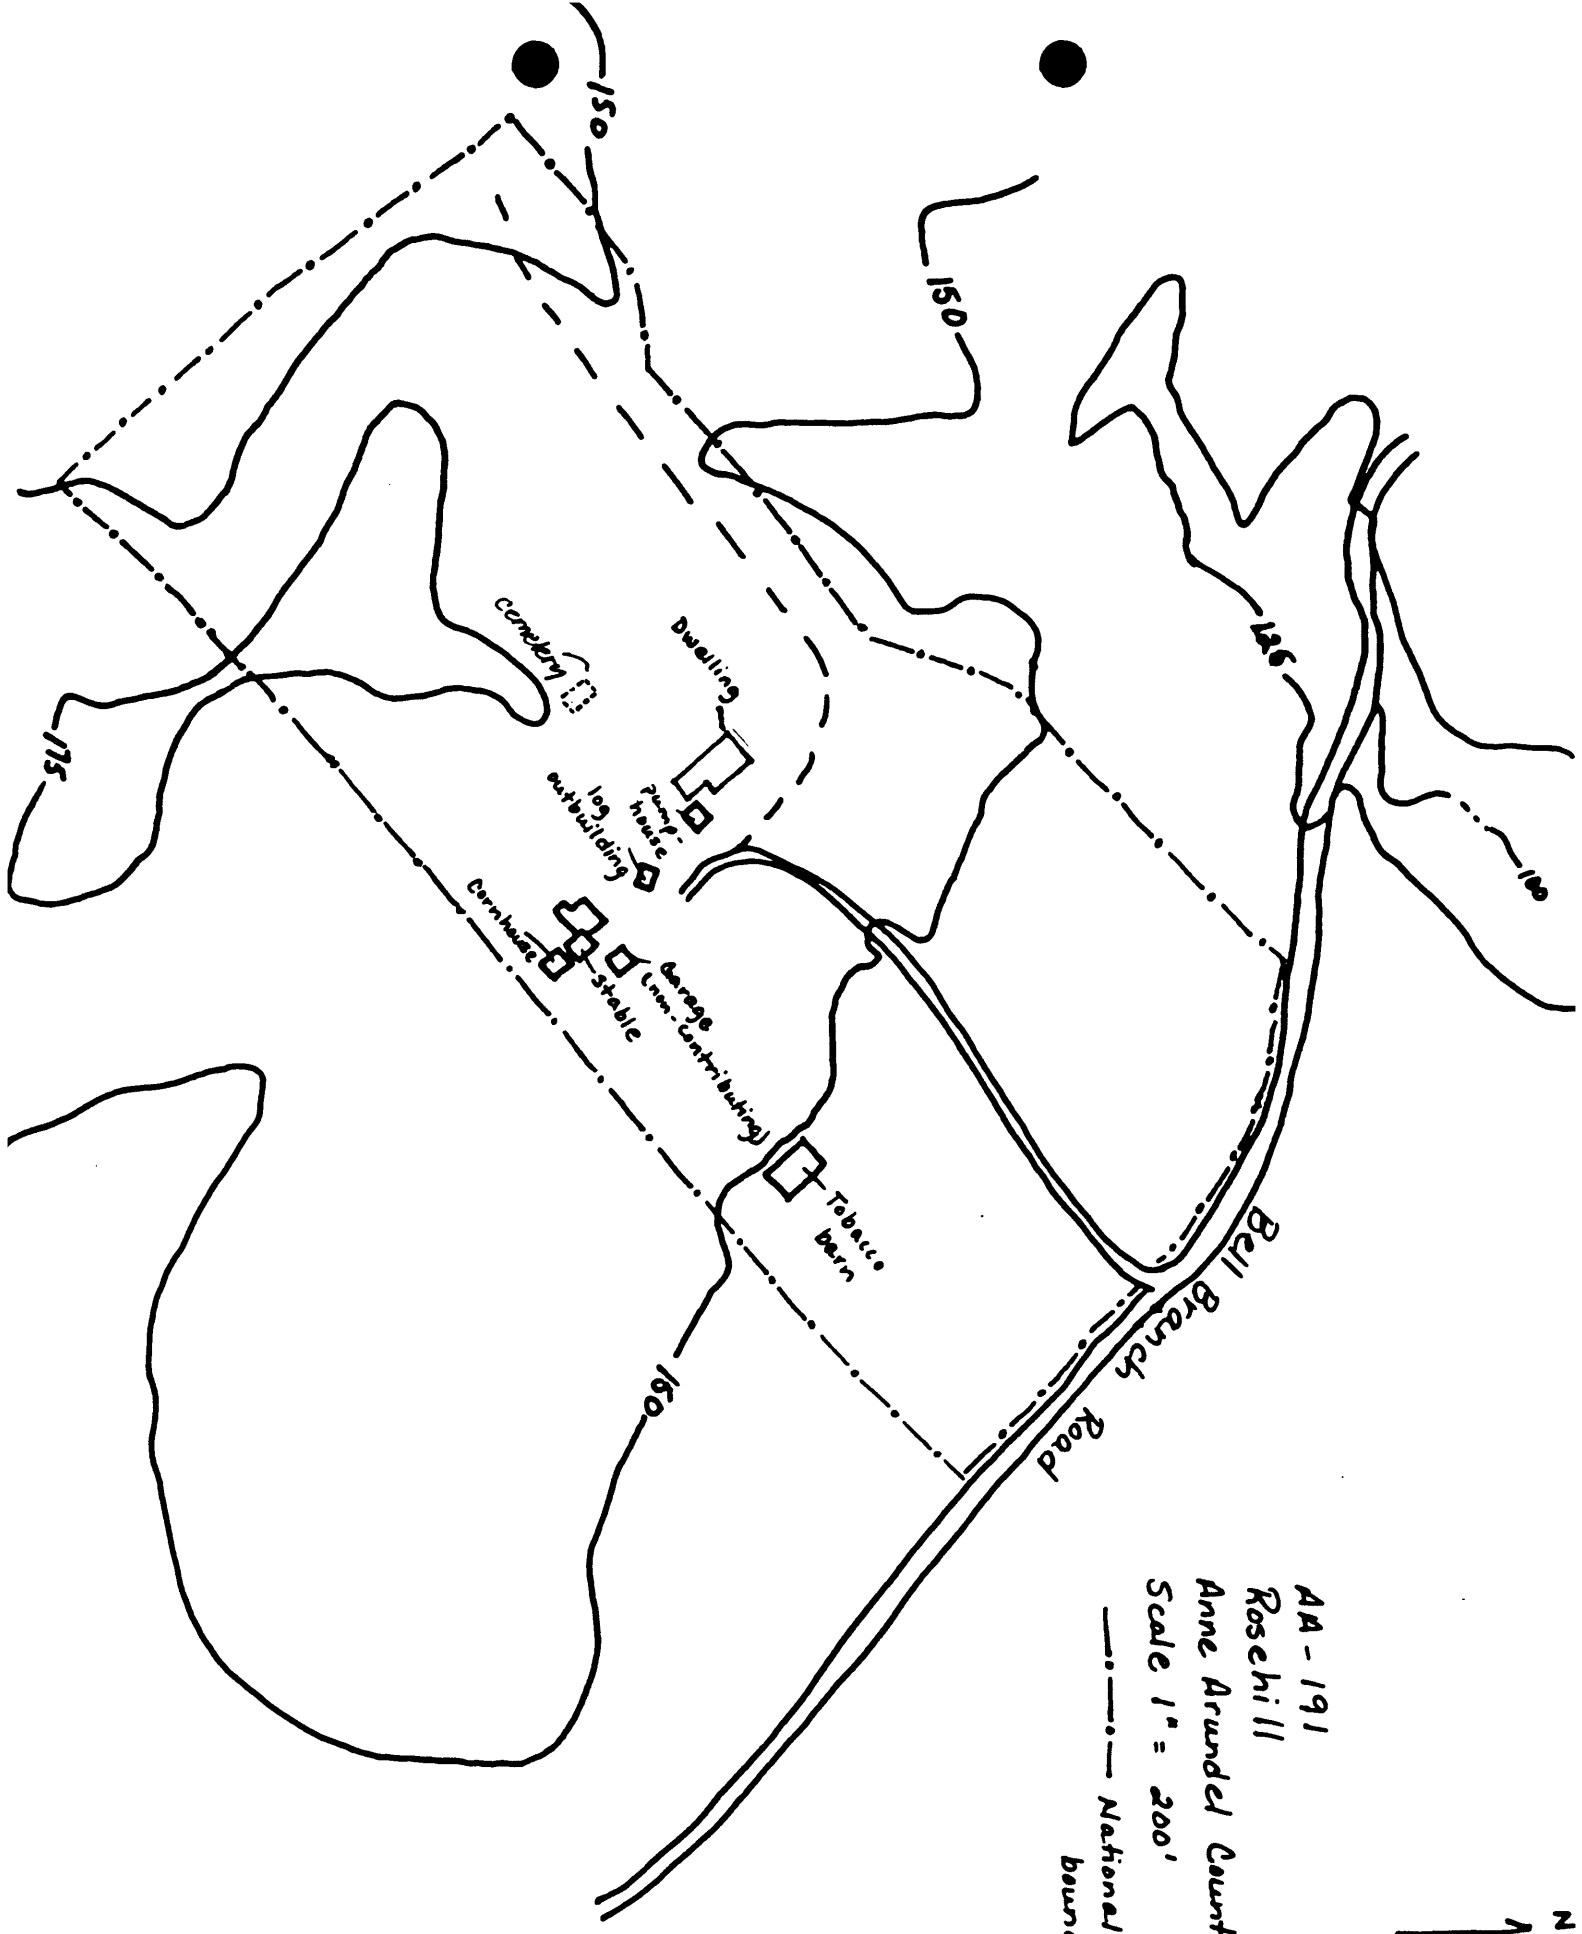 AA-191
Rosehill
Anne Arundel Count
Scale 1" = 200'
National
boun
N
150
150
125
100
175
150
Cemetery
Dwelling
Pump-
house
log
outbuilding
Cornhouse
Stable
Garage
(non-contributing)
Tobacco
barn
Bell Branch Road